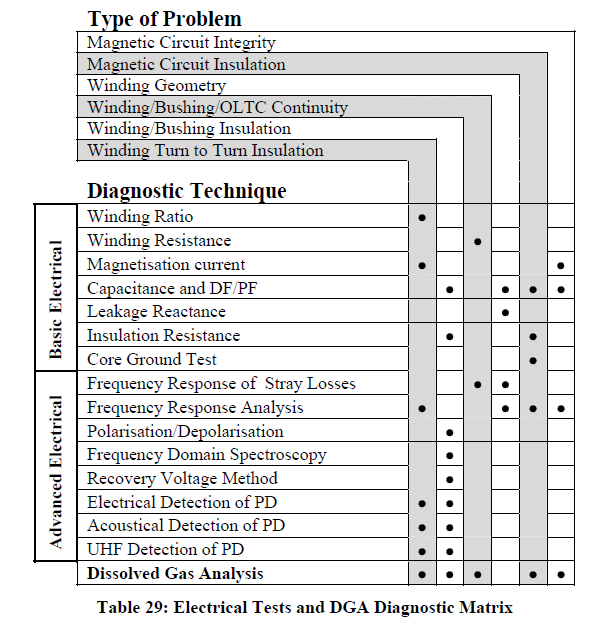 Type of Problem
Magnetic Circuit Integrity
Magnetic Circuit Insulation
Winding Geometry
Winding/Bushing/OLTC Continuity
Winding/Bushing Insulation
Winding Turn to Turn Insulation
Diagnostic Technique
Basic Electrical
Winding Ratio
Winding Resistance
Magnetisation current
Capacitance and DF/PF
Leakage Reactance
Insulation Resistance
Core Ground Test
Advanced Electrical
Frequency Response of Stray Losses
Frequency Response Analysis
Polarisation/Depolarisation
Frequency Domain Spectroscopy
Recovery Voltage Method
Electrical Detection of PD
Acoustical Detection of PD
UHF Detection of PD
Dissolved Gas Analysis
Table 29: Electrical Tests and DGA Diagnostic Matrix